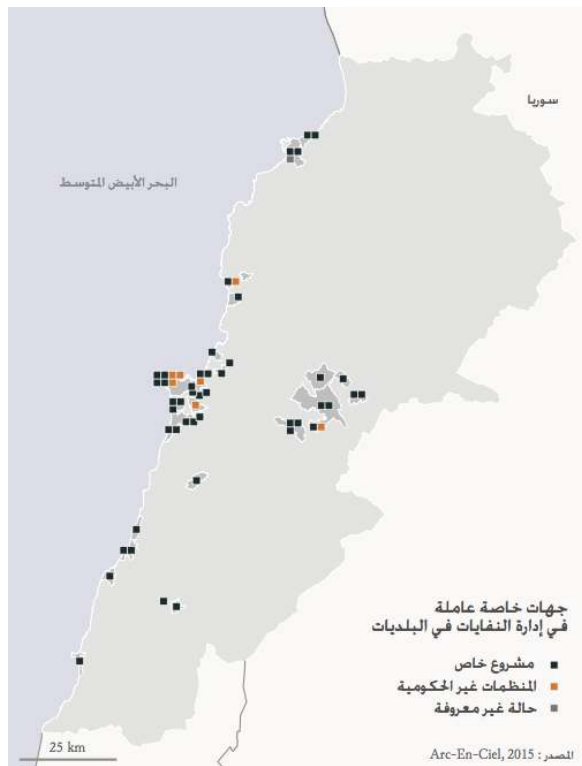 سوريا
البحر الأبيض المتوسط
جهات خاصة عاملة
في إدارة النفايات في البلديات
مشروع خاص
المنظمات غير الحكومية
حالة غير معروفة
25 km
المصدر : Arc-En-Ciel, 2015